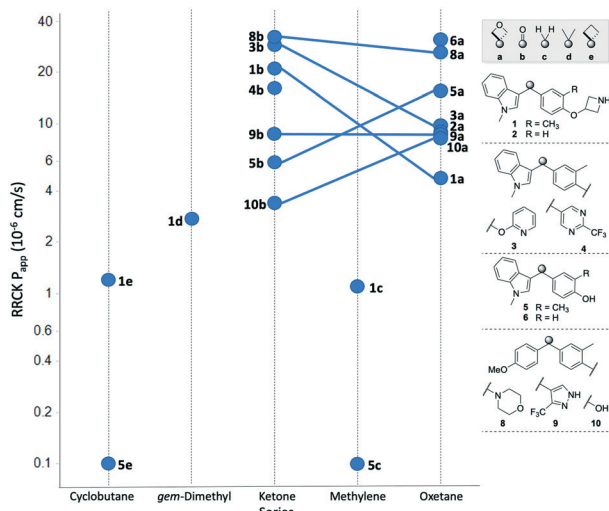 40
20
10
6
4
2
1
0.6
0.4
0.2
0.1
RRCK Papp (10-6 cm/s)
8b
3b
1b
4b
9b
5b
10b
1d
1e
5e
1c
5c
6a
8a
5a
3a
2a
9a
10a
1a
Cyclobutane
gem-Dimethyl
Ketone
Methylene
Oxetane
Series
O
O
H H
a b c d e
R
N
O
NH
1 R = CH3
2 R = H
N
O
N
N
N
CF3
3
4
R
N
OH
5 R = CH3
6 R = H
MeO
N
O
F3C
NH
N
OH
8
9
10